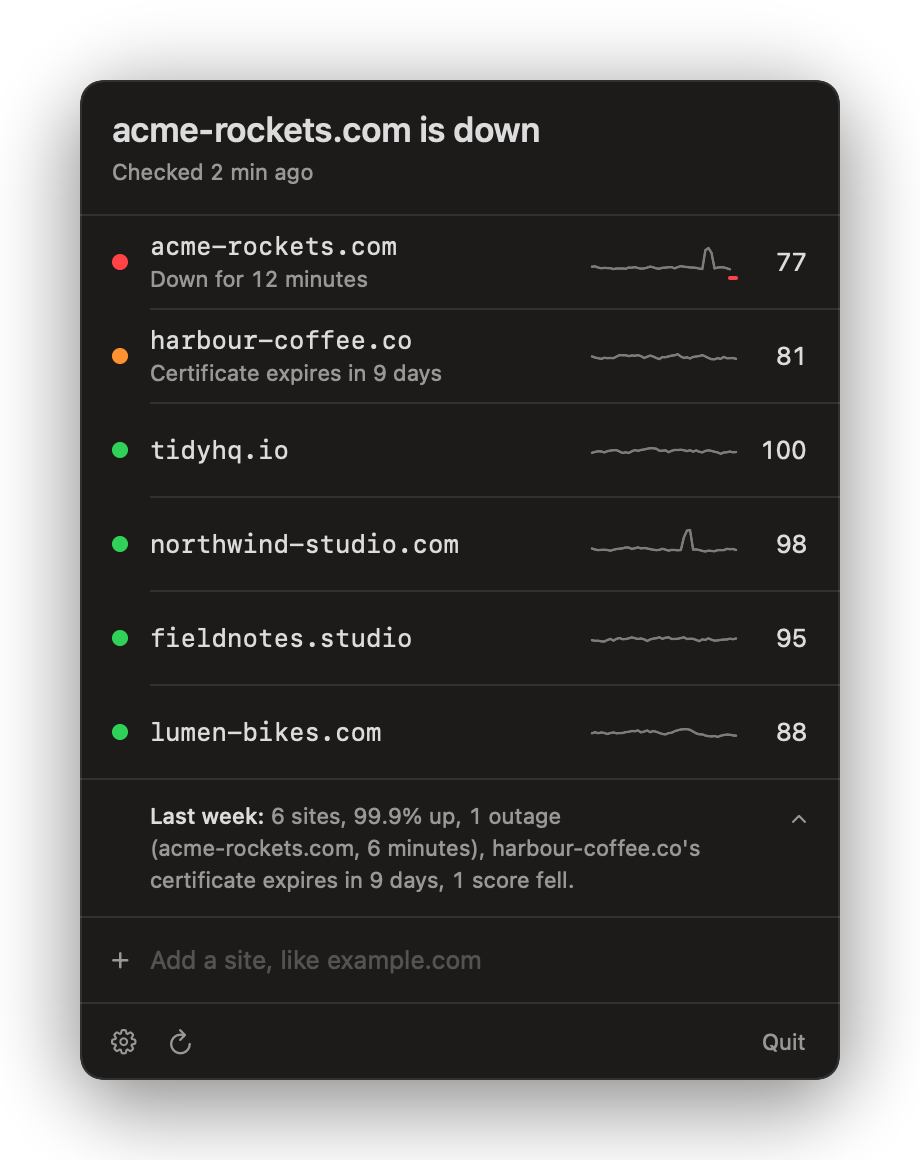 acme-rockets.com is down
Checked 2 min ago
acme-rockets.com
Down for 12 minutes
77
harbour-coffee.co
Certificate expires in 9 days
81
tidyhq.io
100
northwind-studio.com
98
fieldnotes.studio
95
lumen-bikes.com
88
Last week: 6 sites, 99.9% up, 1 outage
(acme-rockets.com, 6 minutes), harbour-coffee.co's
certificate expires in 9 days, 1 score fell.
+ Add a site, like example.com
Quit